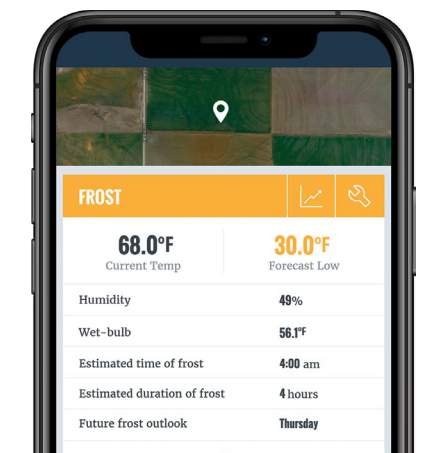 FROST
68.0°F 30.0°F
Current Temp Forecast Low
Humidity 49%
Wet-bulb 56.1°F
Estimated time of frost 4:00 am
Estimated duration of frost 4 hours
Future frost outlook Thursday